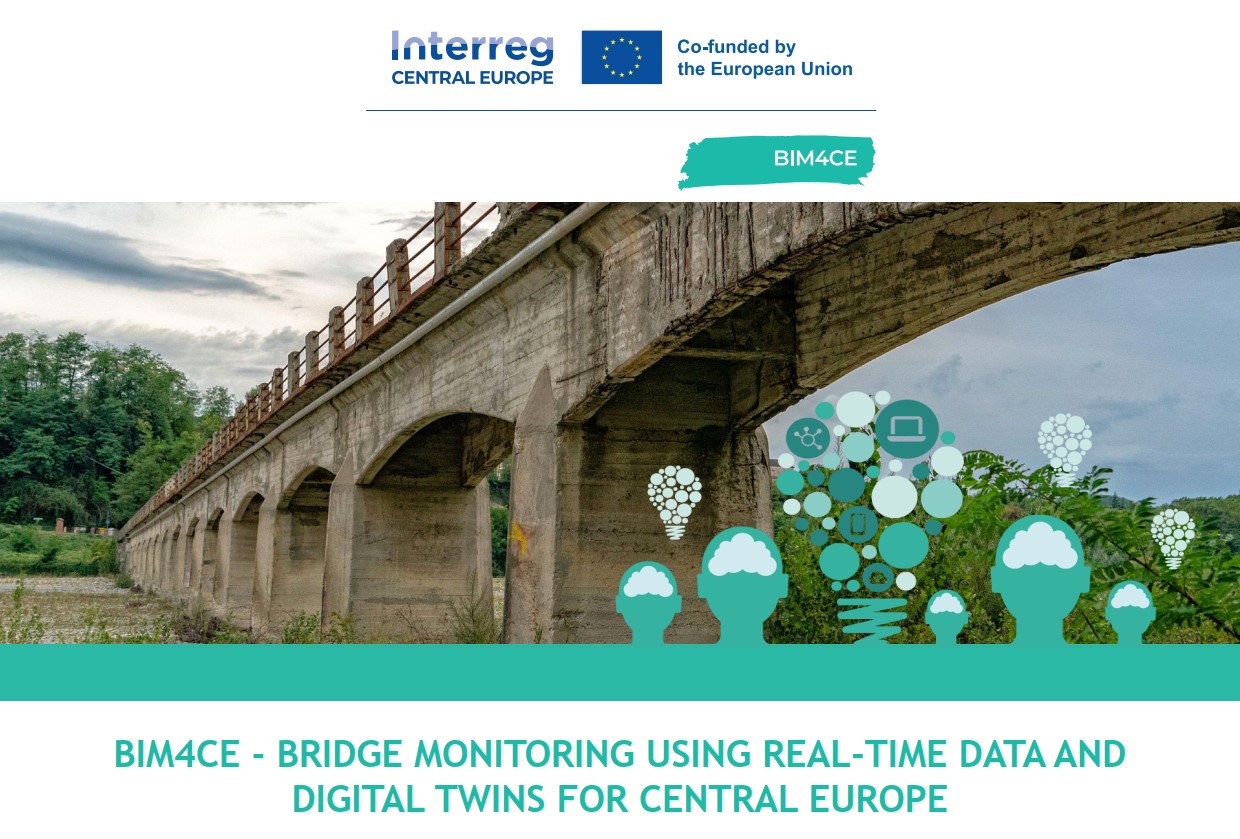 Interreg
CENTRAL EUROPE
Co-funded by
the European Union
BIM4CE
BIM4CE - BRIDGE MONITORING USING REAL-TIME DATA AND
DIGITAL TWINS FOR CENTRAL EUROPE